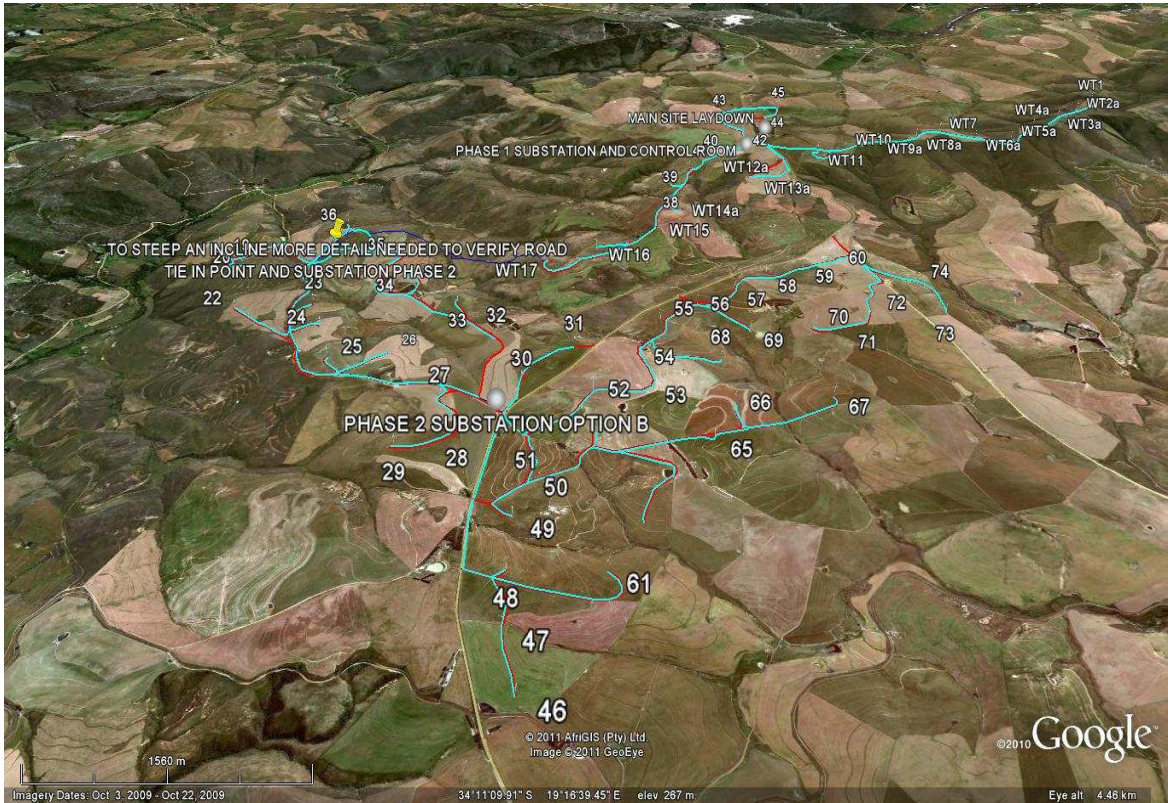 WT1
45
43
WT2a
WT4a
MAIN SITE LAYDOWN
44
WT3a
WT7
WT5a
WT10
40
42
WT9a
WT8a
WT6a
PHASE 1 SUBSTATION AND CONTROL ROOM
WT11
WT12a
39
WT13a
38
WT14a
36
WT15
35
TO STEEP AN INCLINE MORE DETAIL NEEDED TO VERIFY ROAD
WT16
60
TIE IN POINT AND SUBSTATION PHASE 2
WT17
59
74
58
34
23
22
57
72
56
55
32
33
24
70
73
31
68
69
71
26
25
54
30
27
52
53
66
67
PHASE 2 SUBSTATION OPTION B
65
51
28
29
50
49
61
48
47
46
© 2011 AfriGIS (Pty) Ltd.
Image © 2011 GeoEye
©2010 Google
1560 m
Imagery Dates: Oct 3, 2009 - Oct 22, 2009
34°11'09.91" S 19°16'39.45" E elev 267 m
Eye alt 4.46 km